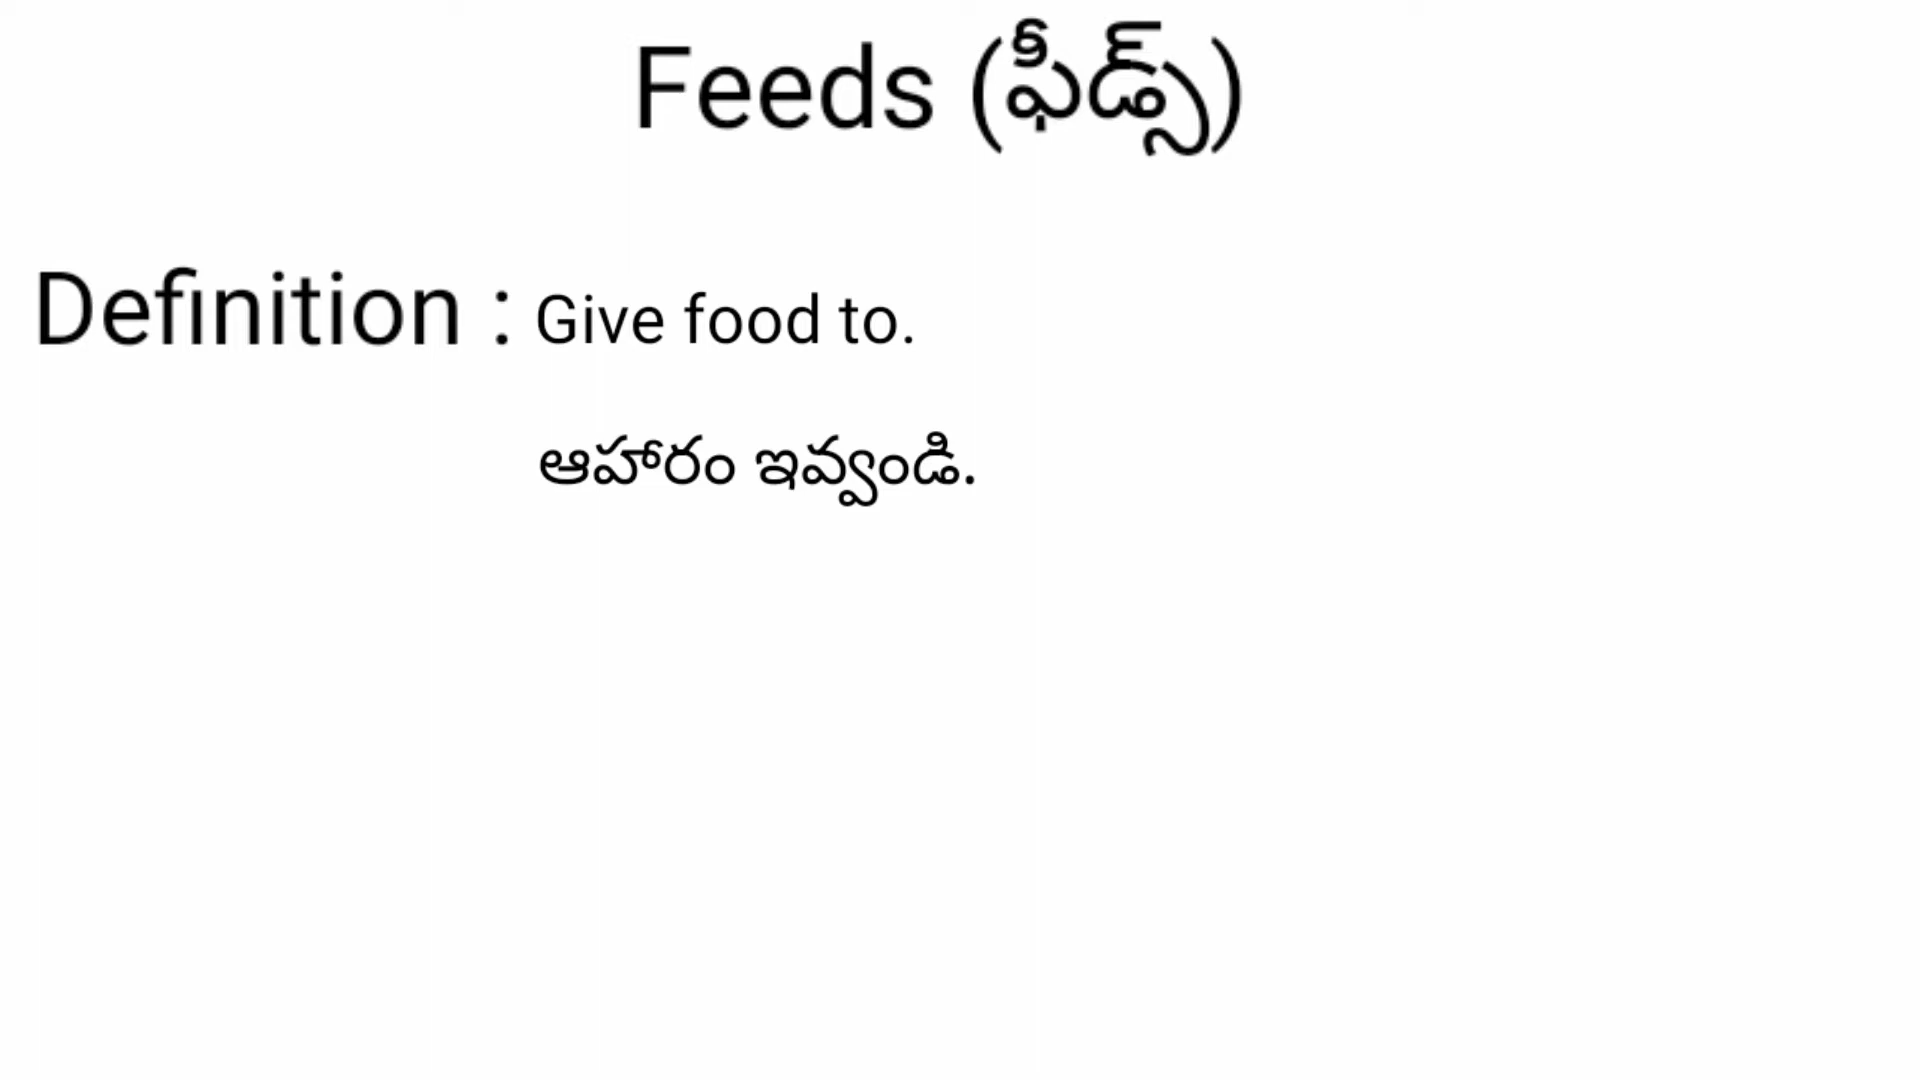 Feeds (ఫీడ్స్)
Definition : Give food to.
ఆహారం ఇవ్వండి.